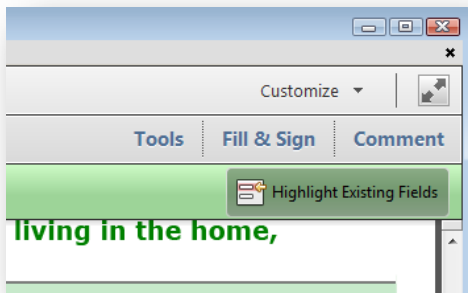 Customize
Tools Fill & Sign Comment
Highlight Existing Fields
living in the home,